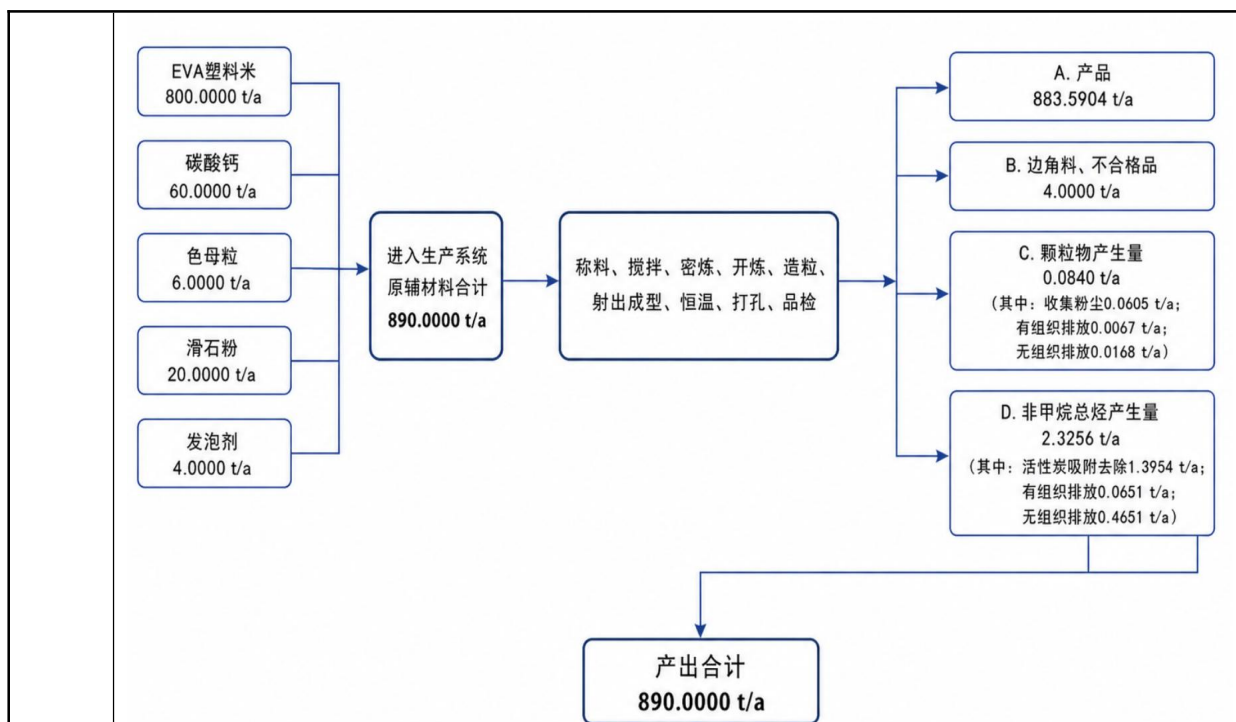 EVA塑料米
800.0000 t/a
碳酸钙
60.0000 t/a
色母粒
6.0000 t/a
滑石粉
20.0000 t/a
发泡剂
4.0000 t/a
进入生产系统
原辅材料合计
890.0000 t/a
称料、搅拌、密炼、开炼、造粒、
射出成型、恒温、打孔、品检
A. 产品
883.5904 t/a
B. 边角料、不合格品
4.0000 t/a
C. 颗粒物产生量
0.0840 t/a
(其中: 收集粉尘0.0605 t/a;
有组织排放0.0067 t/a;
无组织排放0.0168 t/a)
D. 非甲烷总烃产生量
2.3256 t/a
(其中: 活性炭吸附去除1.3954 t/a;
有组织排放0.0651 t/a;
无组织排放0.4651 t/a)
产出合计
890.0000 t/a